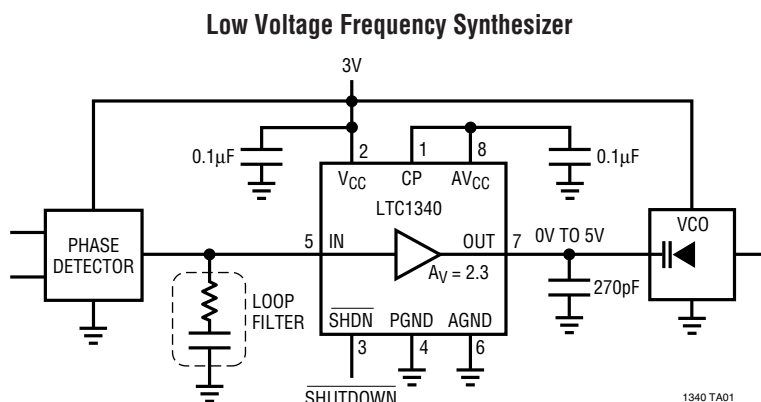 Low Voltage Frequency Synthesizer
3V
0.1µF
2
1
8
0.1µF
VCC
CP
AVCC
LTC1340
PHASE
DETECTOR
5
IN
OUT
7
0V TO 5V
VCO
AV = 2.3
270pF
LOOP
FILTER
SHDN
PGND
AGND
3
4
6
SHUTDOWN
1340 TA01